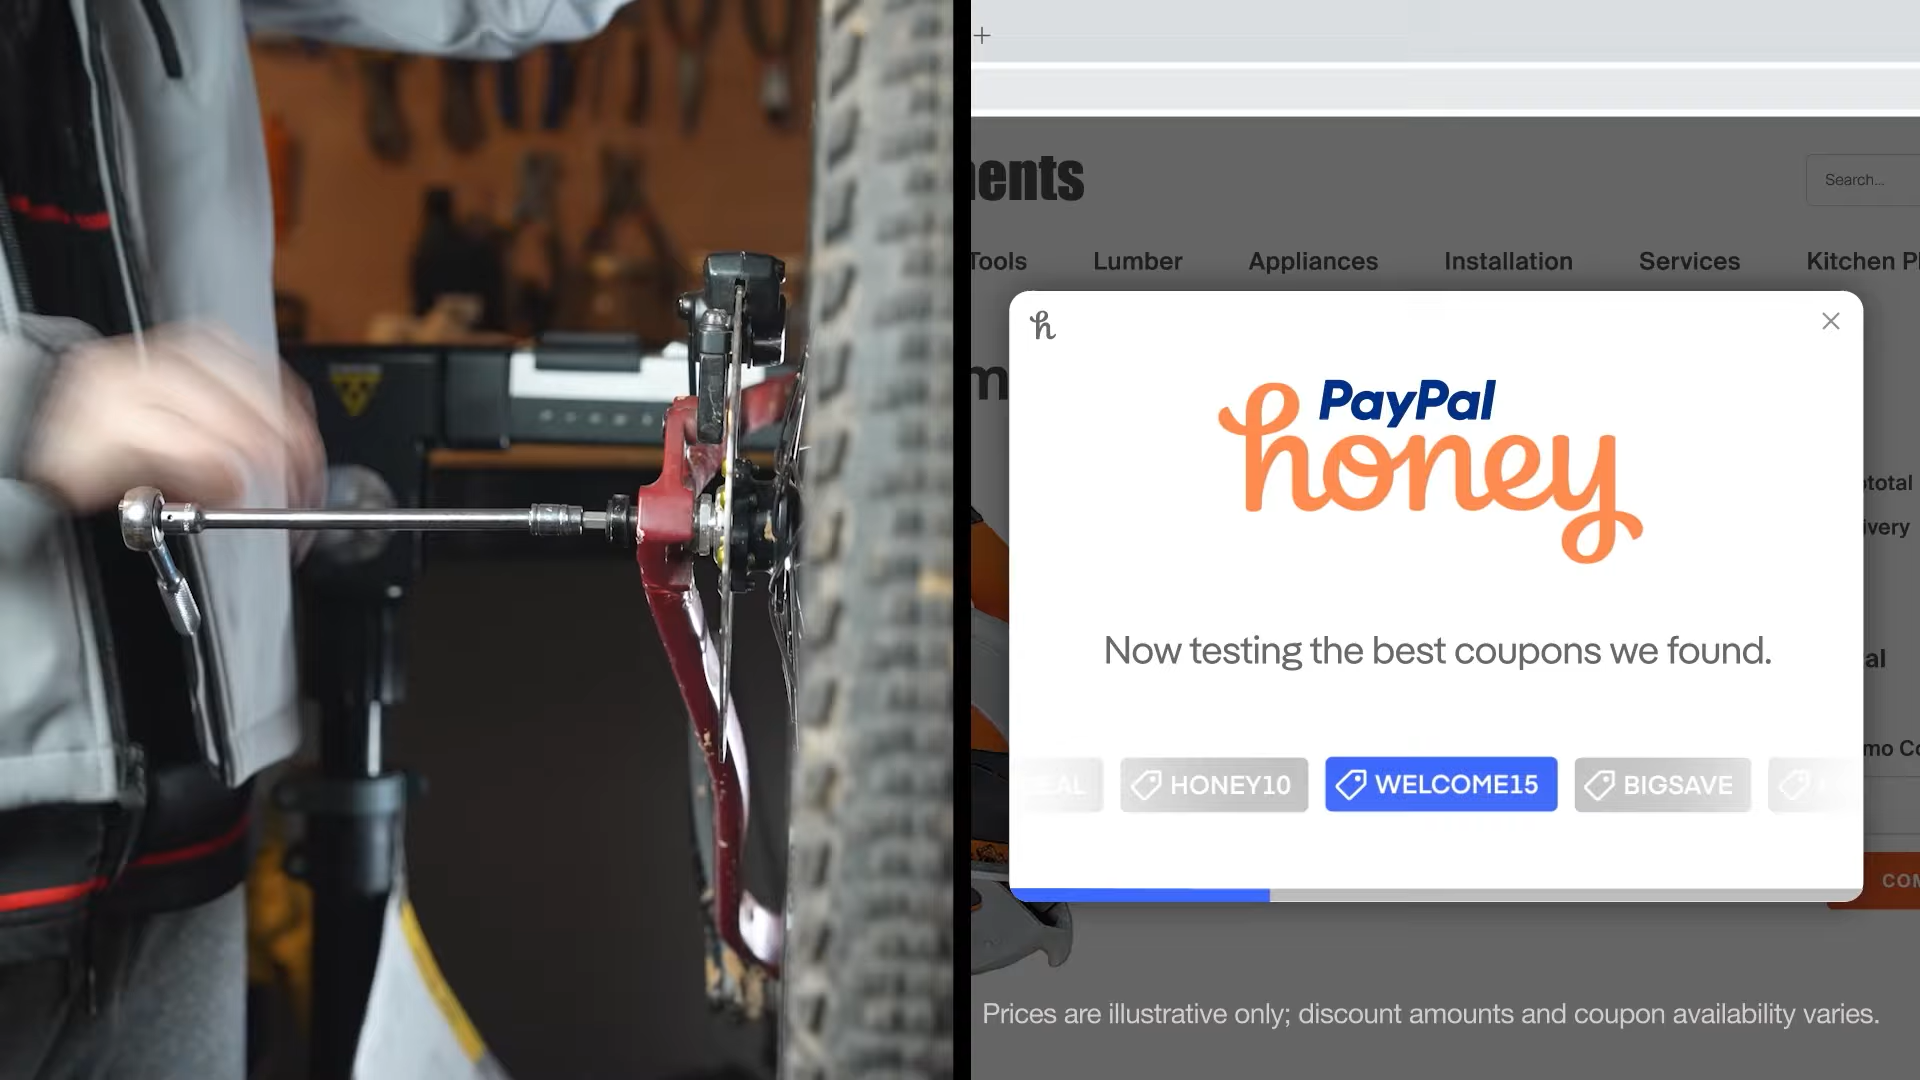 ents
Search...
Tools Lumber Appliances Installation Services Kitchen
PayPal
honey
Now testing the best coupons we found.
HONEY10 WELCOME15 BIGSAVE
Prices are illustrative only; discount amounts and coupon availability varies.